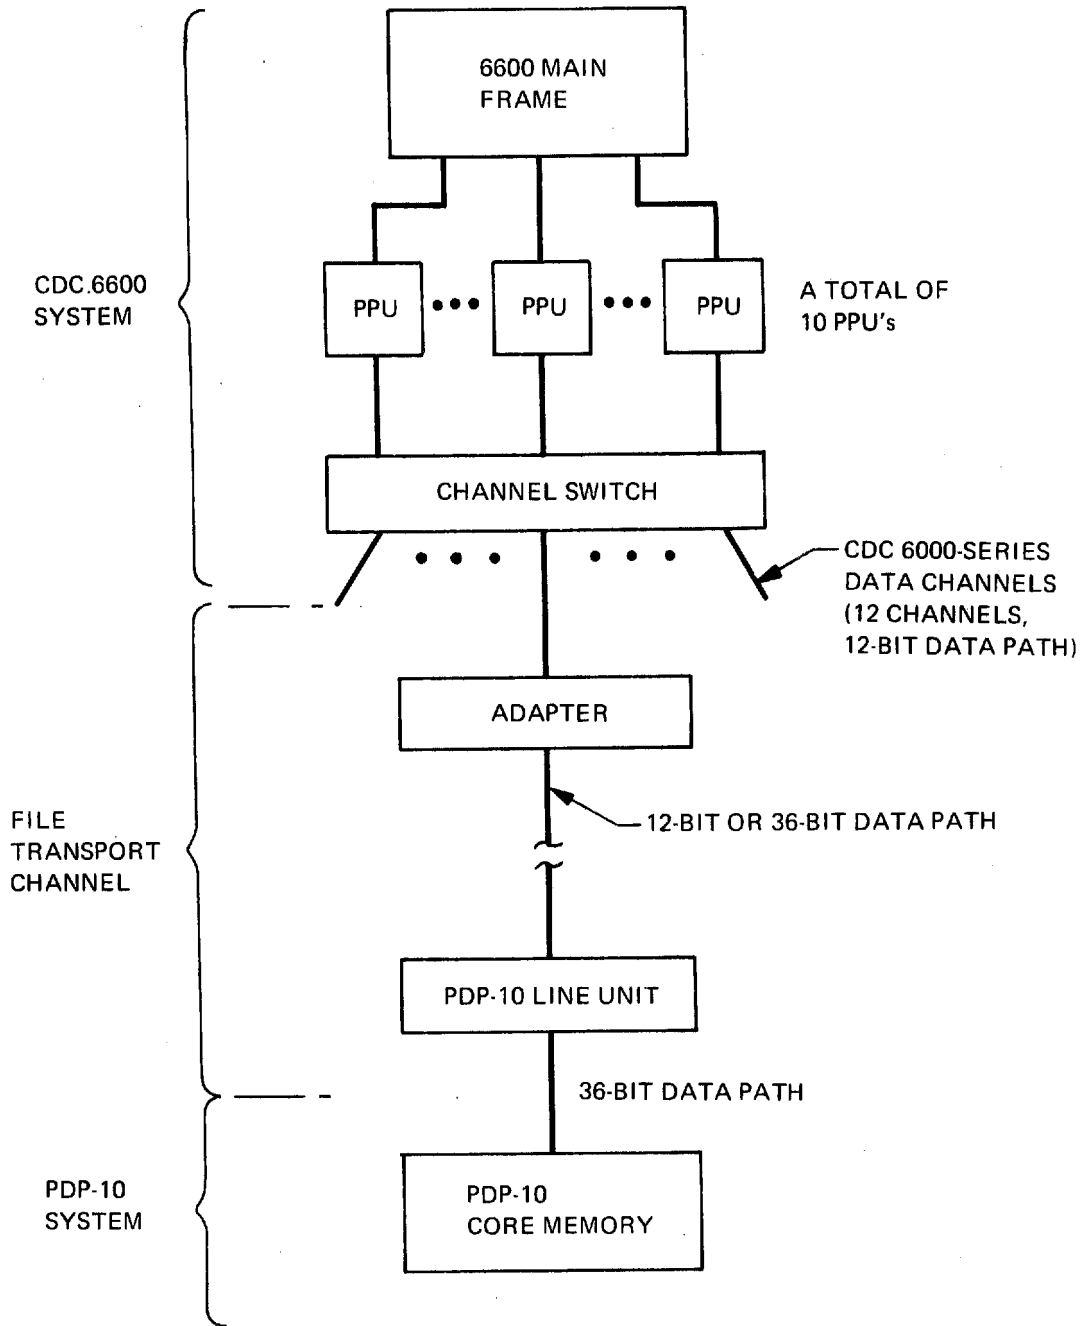 6600 MAIN
FRAME
CDC.6600
SYSTEM
PPU
PPU
PPU
A TOTAL OF
10 PPU's
CHANNEL SWITCH
CDC 6000-SERIES
DATA CHANNELS
(12 CHANNELS,
12-BIT DATA PATH)
ADAPTER
12-BIT OR 36-BIT DATA PATH
FILE
TRANSPORT
CHANNEL
PDP-10 LINE UNIT
36-BIT DATA PATH
PDP-10
SYSTEM
PDP-10
CORE MEMORY